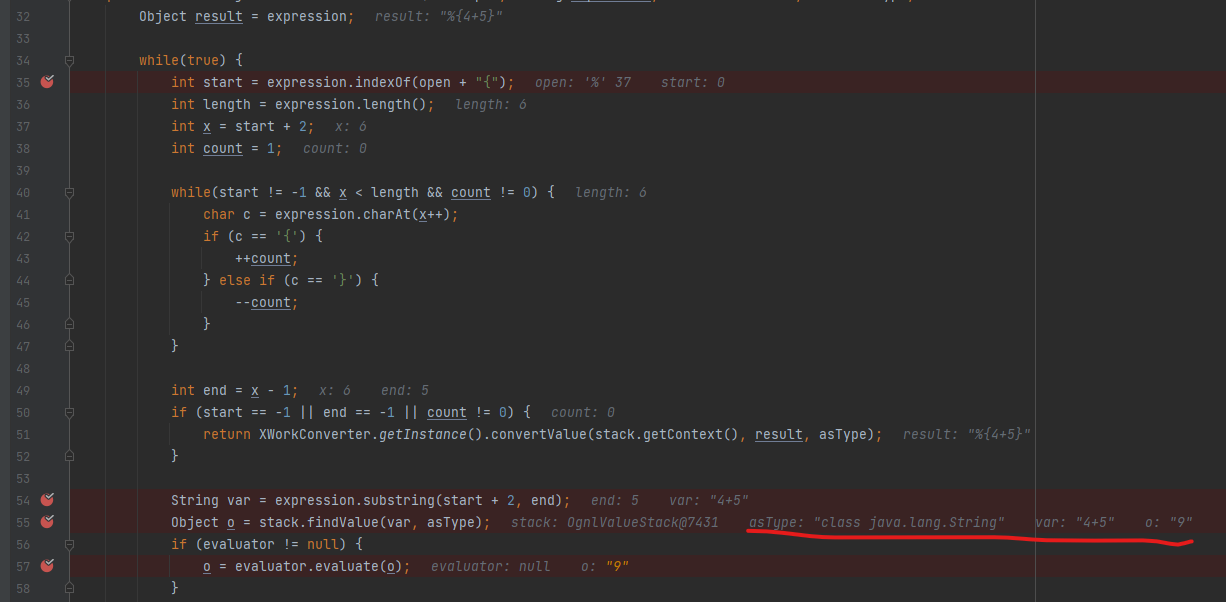 32 Object result = expression; result: "%{4+5}"
33
34 while(true) {
35 int start = expression.indexOf(open + "{"); open: '%' 37 start: 0
36 int length = expression.length(); length: 6
37 int x = start + 2; x: 6
38 int count = 1; count: 0
39
40 while(start != -1 && x < length && count != 0) { length: 6
41 char c = expression.charAt(x++);
42 if (c == '{') {
43 ++count;
44 } else if (c == '}') {
45 --count;
46 }
47 }
48
49 int end = x - 1; x: 6 end: 5
50 if (start == -1 || end == -1 || count != 0) { count: 0
51 return XWorkConverter.getInstance().convertValue(stack.getContext(), result, asType); result: "%{4+5}"
52 }
53
54 String var = expression.substring(start + 2, end); end: 5 var: "4+5"
55 Object o = stack.findValue(var, asType); stack: OgnlValueStack@7431 asType: "class java.lang.String" var: "4+5" o: "9"
56 if (evaluator != null) {
57 o = evaluator.evaluate(o); evaluator: null o: "9"
58 }